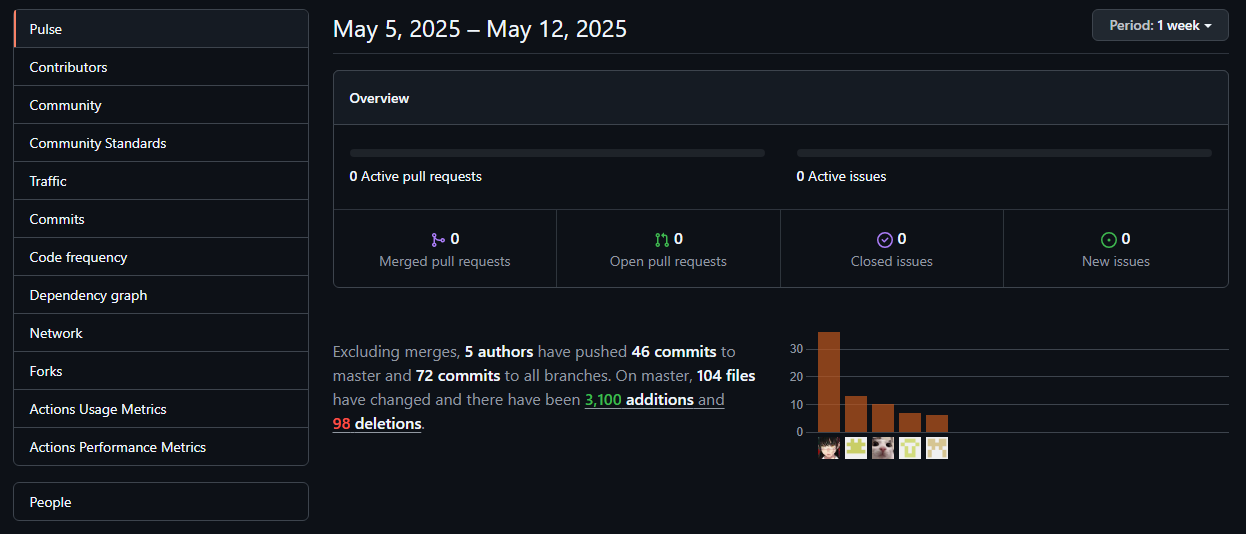 Pulse
Contributors
Community
Community Standards
Traffic
Commits
Code frequency
Dependency graph
Network
Forks
Actions Usage Metrics
Actions Performance Metrics
People
May 5, 2025 – May 12, 2025
Period: 1 week
Overview
0 Active pull requests
0 Active issues
0
Merged pull requests
0
Open pull requests
0
Closed issues
0
New issues
Excluding merges, 5 authors have pushed 46 commits to
master and 72 commits to all branches. On master, 104 files
have changed and there have been 3,100 additions and
98 deletions.
30
20
10
0